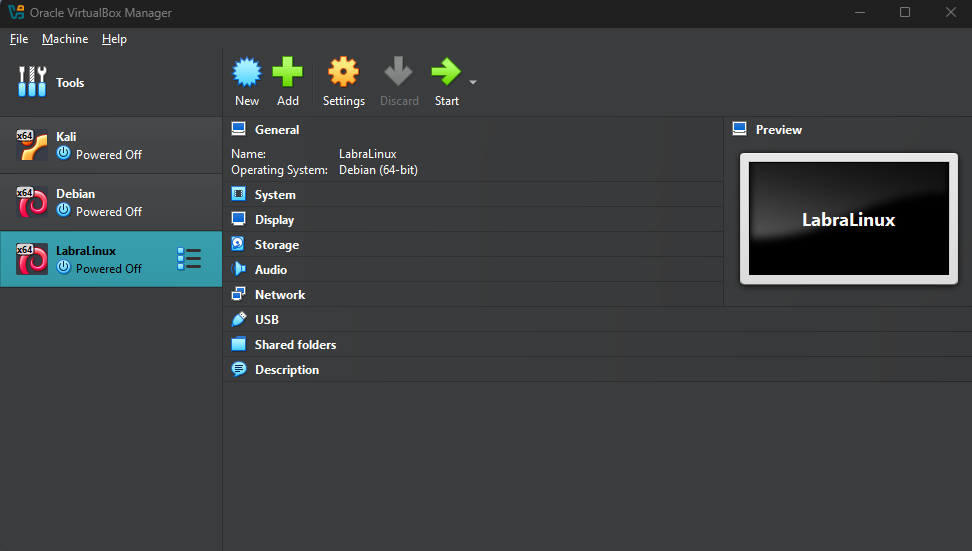 Oracle VirtualBox Manager
File Machine Help
Tools
New Add Settings Discard Start
x64 Kali
Powered Off
x64 Debian
Powered Off
x64 LabraLinux
Powered Off
General
Name: LabraLinux
Operating System: Debian (64-bit)
System
Display
Storage
Audio
Network
USB
Shared folders
Description
Preview
LabraLinux